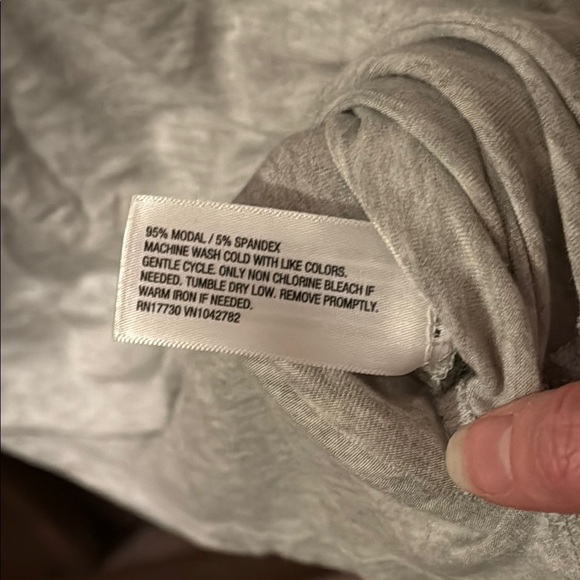 95% MODAL / 5% SPANDEX
MACHINE WASH COLD WITH LIKE COLORS.
GENTLE CYCLE. ONLY NON CHLORINE BLEACH IF
NEEDED. TUMBLE DRY LOW. REMOVE PROMPTLY.
WARM IRON IF NEEDED.
RN17730 VN1042782